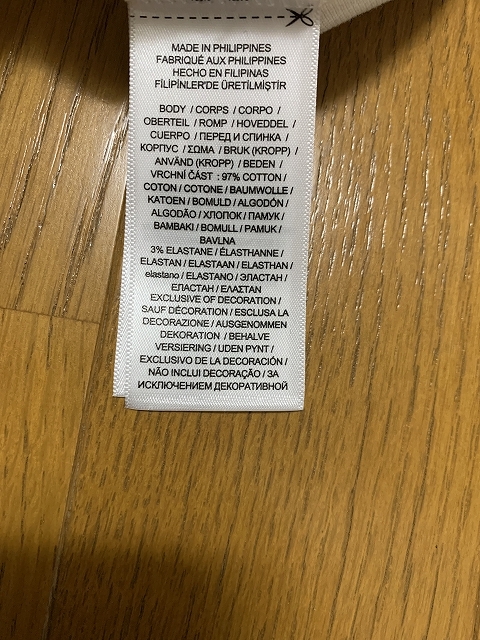 MADE IN PHILIPPINES
FABRIQUÉ AUX PHILIPPINES
HECHO EN FILIPINAS
FİLİPİNLER'DE ÜRETİLMİŞTİR
BODY / CORPS / CORPO /
OBERTEIL / ROMP / HOVEDDEL /
CUERPO / ПЕРЕД И СПИНКА /
КОРПУС / ΣΩΜΑ / BRUK (KROPP) /
ANVÄND (KROPP) / BEDEN /
VRCHNÍ ČÁST : 97% COTTON /
COTON / COTONE / BAUMWOLLE /
KATOEN / BOMULD / ALGODÓN /
ALGODÃO / ХЛОПОК / ПАМУК /
BAMBAKI / BOMULL / PAMUK /
BAVLNA
3% ELASTANE / ÉLASTHANNE /
ELASTAN / ELASTAAN / ELASTHAN /
elastano / ELASTANO / ЭЛАСТАН /
ЕЛАСТАН / ΕΛΑΣΤΑΝ
EXCLUSIVE OF DECORATION /
SAUF DÉCORATION / ESCLUSA LA
DECORAZIONE / AUSGENOMMEN
DEKORATION / BEHALVE
VERSIERING / UDEN PYNT /
EXCLUSIVO DE LA DECORACIÓN /
NÃO INCLUI DECORAÇÃO / ЗА
ИСКЛЮЧЕНИЕМ ДЕКОРАТИВНОЙ